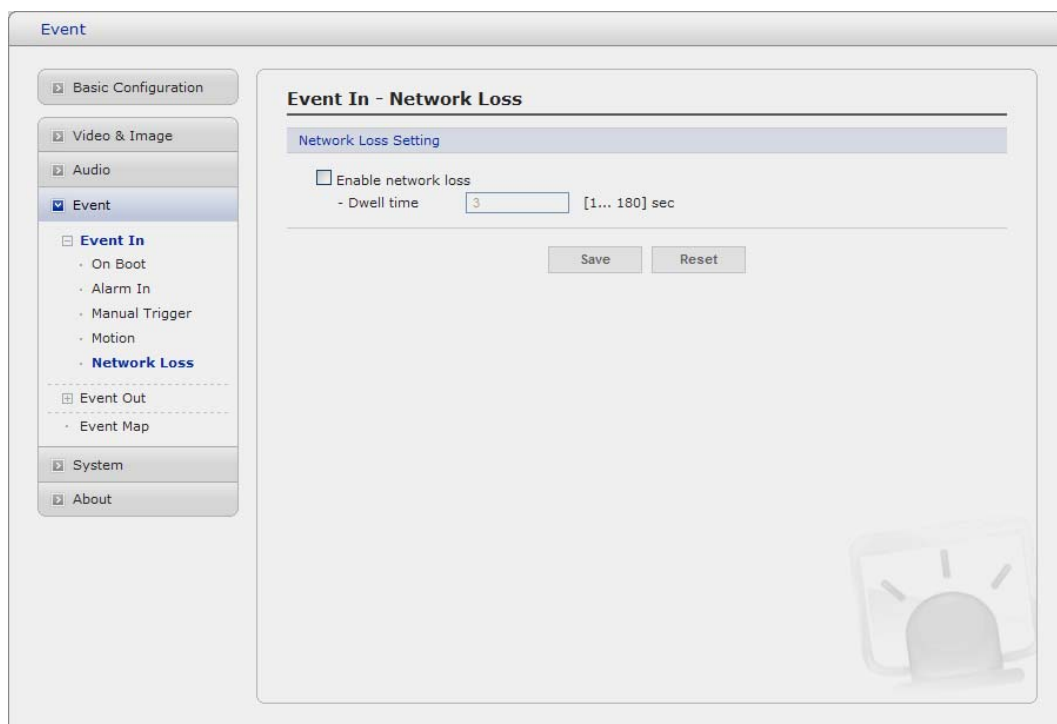 Event
Basic Configuration
Video & Image
Audio
Event
Event In
On Boot
Alarm In
Manual Trigger
Motion
Network Loss
Event Out
Event Map
System
About
Event In - Network Loss
Network Loss Setting
Enable network loss
- Dwell time 3 [1... 180] sec
Save Reset